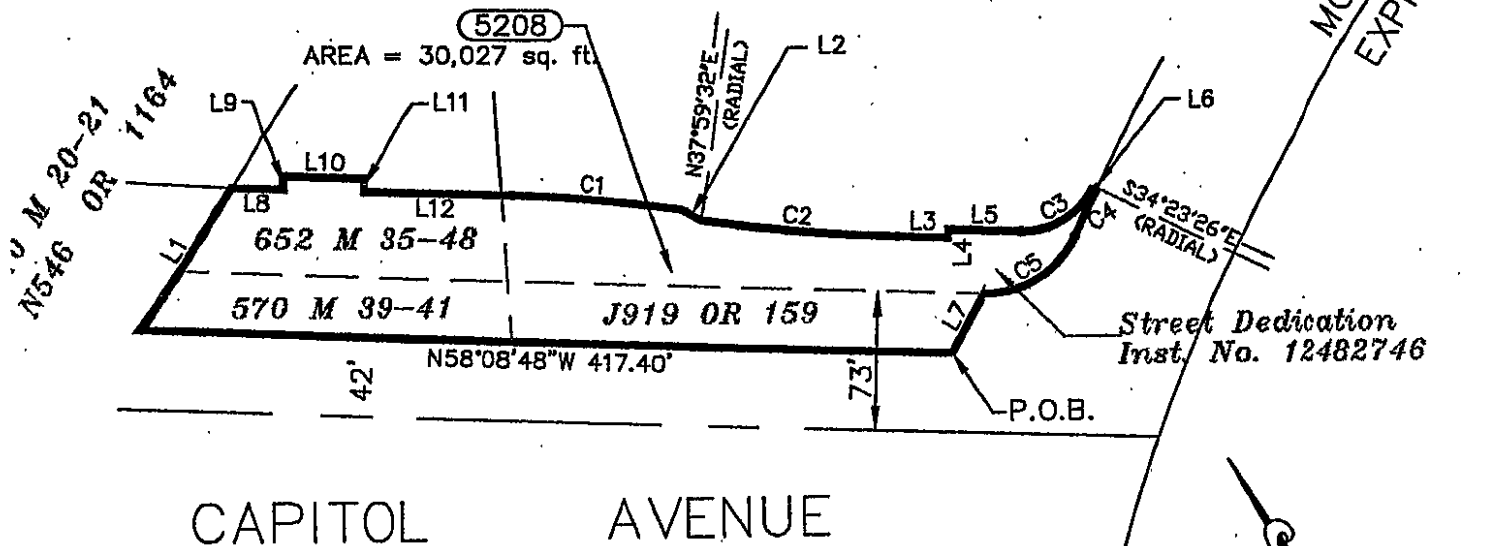 5208
AREA = 30,027 sq. ft.
MO
EXPI
L2
N37°59'32"E
(RADIAL)
L6
M 20-21
N546 OR 1164
L9
L11
L10
L8
L12
C1
C2
L3
L5
C3
C4
S34°23'26"E
(RADIAL)
L1
652 M 35-48
L4
C5
570 M 39-41
J919 OR 159
L7
Street Dedication
Inst. No. 12482746
N58°08'48"W 417.40'
42'
73'
P.O.B.
CAPITOL AVENUE